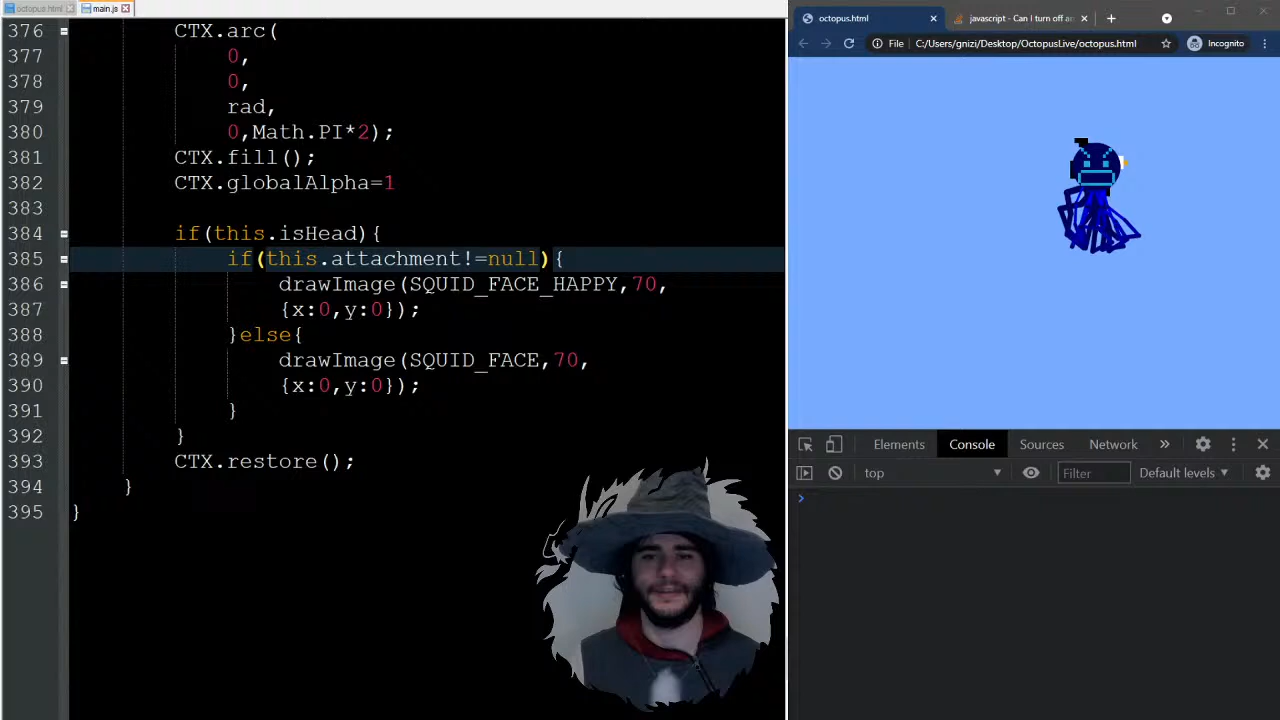 octopus.html
main.js
376 CTX.arc(
377 0,
378 0,
379 rad,
380 0,Math.PI*2);
381 CTX.fill();
382 CTX.globalAlpha=1
383
384 if(this.isHead){
385 if(this.attachment!=null){
386 drawImage(SQUID_FACE_HAPPY,70,
387 {x:0,y:0});
388 }else{
389 drawImage(SQUID_FACE,70,
390 {x:0,y:0});
391 }
392 }
393 CTX.restore();
394 }
395 }
octopus.html
javascript - Can I turn off an
File C:/Users/gnizi/Desktop/OctopusLive/octopus.html
Incognito
Elements Console Sources Network
top Filter Default levels